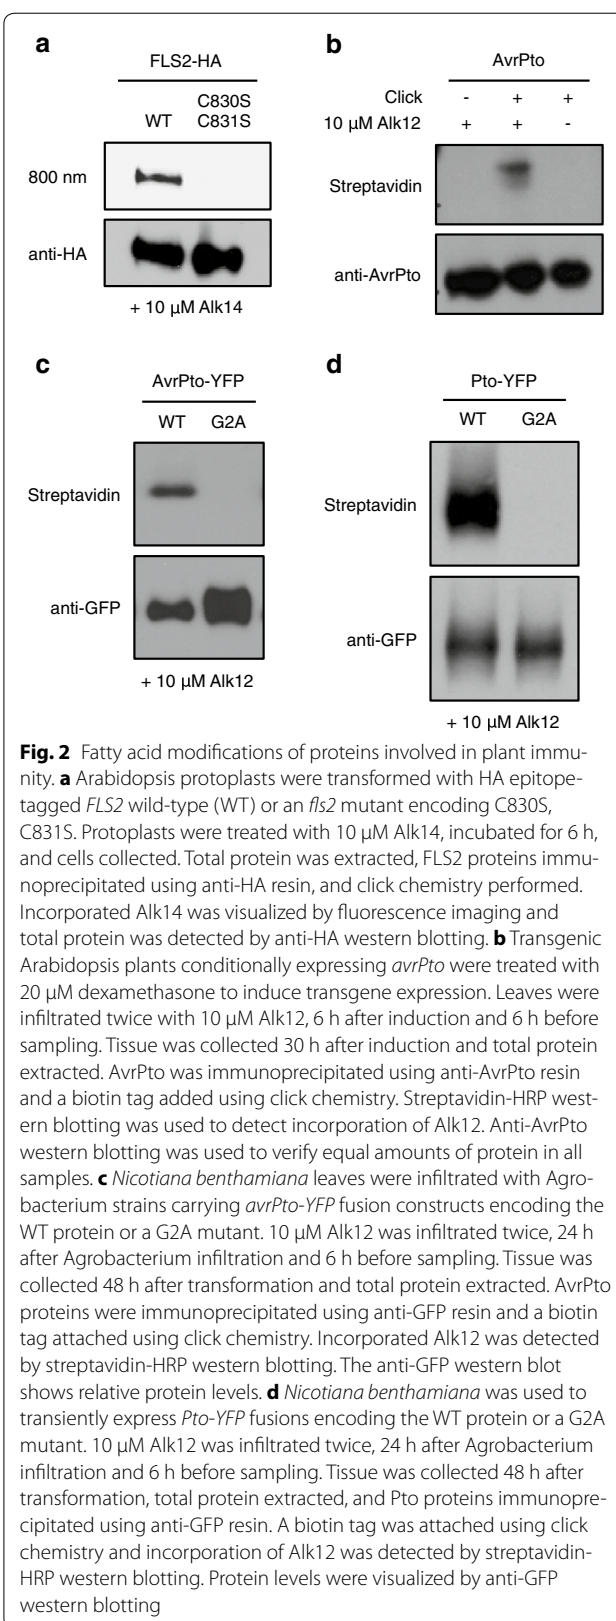 a
FLS2-HA
WT
C830S
C831S
800 nm
anti-HA
+ 10 µM Alk14
b
AvrPto
Click - + +
10 µM Alk12 + + -
Streptavidin
anti-AvrPto
c
AvrPto-YFP
WT G2A
Streptavidin
anti-GFP
+ 10 µM Alk12
d
Pto-YFP
WT G2A
Streptavidin
anti-GFP
+ 10 µM Alk12
Fig. 2 Fatty acid modifications of proteins involved in plant immu-
nity. a Arabidopsis protoplasts were transformed with HA epitope-
tagged FLS2 wild-type (WT) or an fls2 mutant encoding C830S,
C831S. Protoplasts were treated with 10 µM Alk14, incubated for 6 h,
and cells collected. Total protein was extracted, FLS2 proteins immu-
noprecipitated using anti-HA resin, and click chemistry performed.
Incorporated Alk14 was visualized by fluorescence imaging and
total protein was detected by anti-HA western blotting. b Transgenic
Arabidopsis plants conditionally expressing avrPto were treated with
20 µM dexamethasone to induce transgene expression. Leaves were
infiltrated twice with 10 µM Alk12, 6 h after induction and 6 h before
sampling. Tissue was collected 30 h after induction and total protein
extracted. AvrPto was immunoprecipitated using anti-AvrPto resin
and a biotin tag added using click chemistry. Streptavidin-HRP west-
ern blotting was used to detect incorporation of Alk12. Anti-AvrPto
western blotting was used to verify equal amounts of protein in all
samples. c Nicotiana benthamiana leaves were infiltrated with Agro-
bacterium strains carrying avrPto-YFP fusion constructs encoding the
WT protein or a G2A mutant. 10 µM Alk12 was infiltrated twice, 24 h
after Agrobacterium infiltration and 6 h before sampling. Tissue was
collected 48 h after transformation and total protein extracted. AvrPto
proteins were immunoprecipitated using anti-GFP resin and a biotin
tag attached using click chemistry. Incorporated Alk12 was detected
by streptavidin-HRP western blotting. The anti-GFP western blot
shows relative protein levels. d Nicotiana benthamiana was used to
transiently express Pto-YFP fusions encoding the WT protein or a G2A
mutant. 10 µM Alk12 was infiltrated twice, 24 h after Agrobacterium
infiltration and 6 h before sampling. Tissue was collected 48 h after
transformation, total protein extracted, and Pto proteins immunopre-
cipitated using anti-GFP resin. A biotin tag was attached using click
chemistry and incorporation of Alk12 was detected by streptavidin-
HRP western blotting. Protein levels were visualized by anti-GFP
western blotting